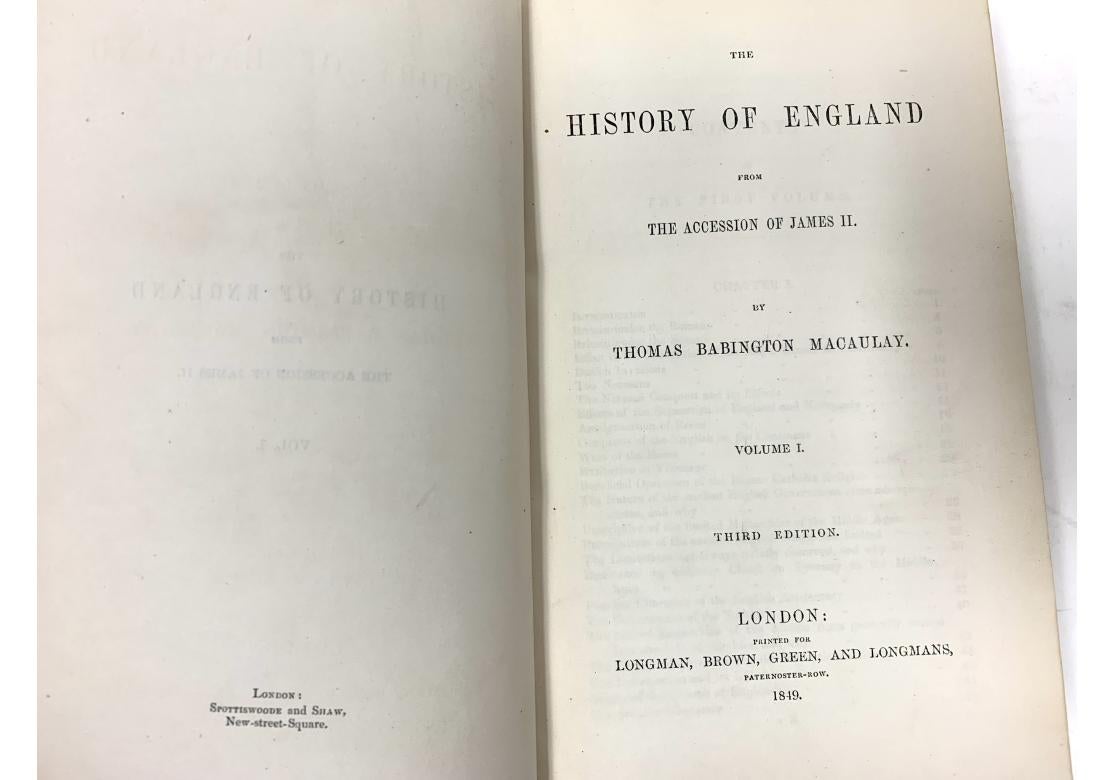 London:
Spottiswoode and Shaw,
New-street-Square.
THE
HISTORY OF ENGLAND
FROM
THE ACCESSION OF JAMES II.
BY
THOMAS BABINGTON MACAULAY.
VOLUME I.
THIRD EDITION.
LONDON:
PRINTED FOR
LONGMAN, BROWN, GREEN, AND LONGMANS,
PATERNOSTER-ROW.
1849.